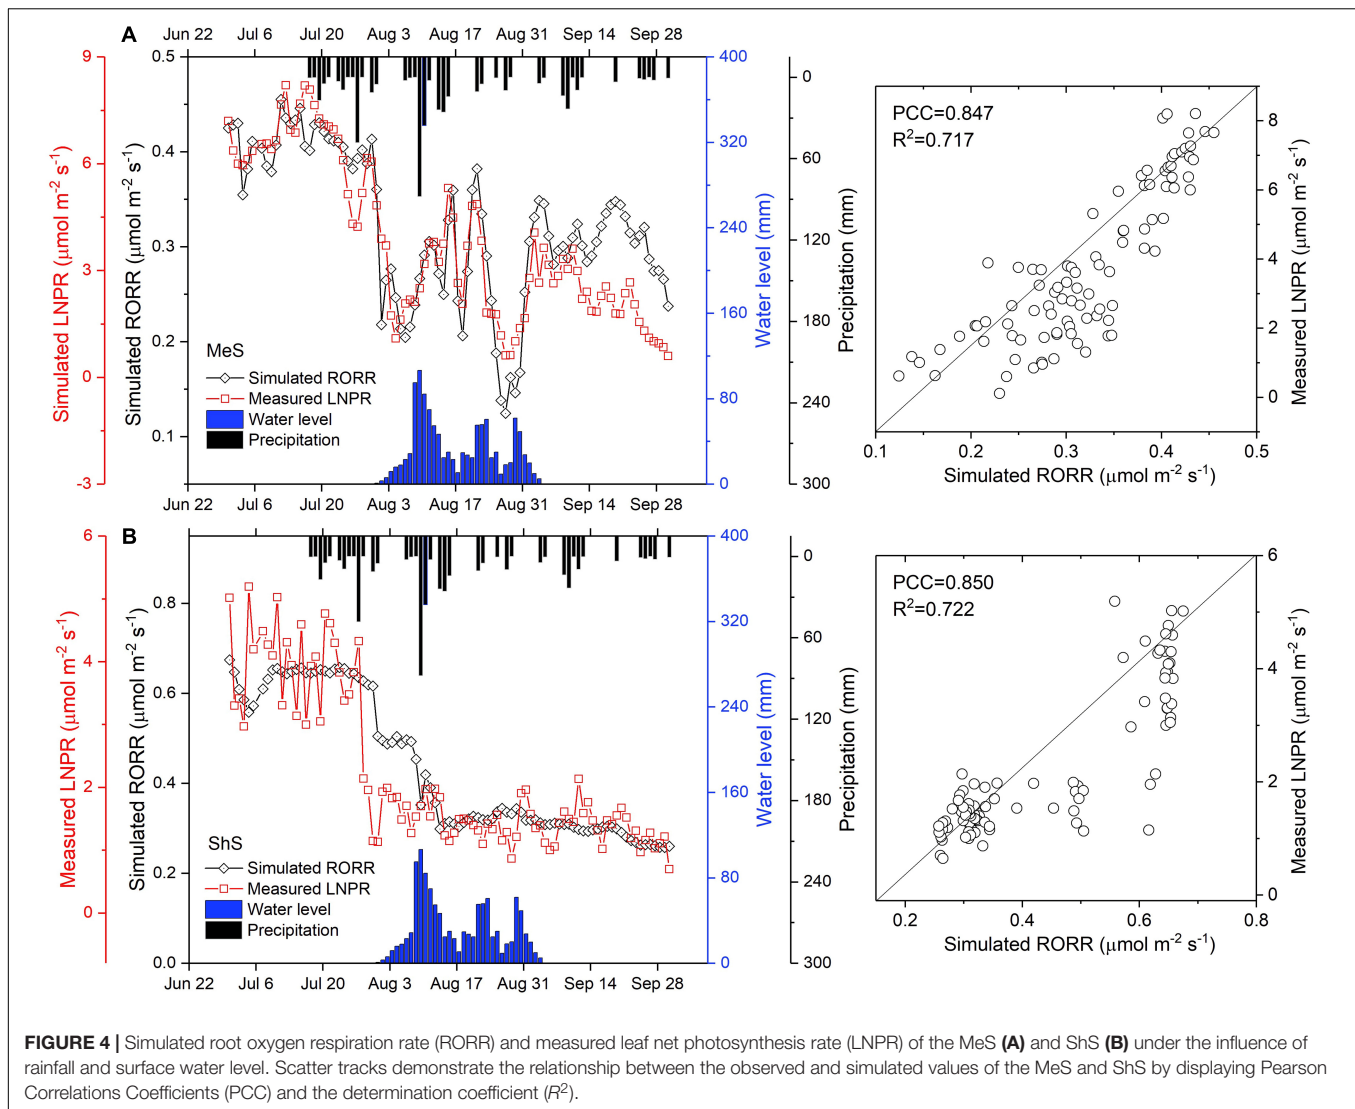 A
Jun 22 Jul 6 Jul 20 Aug 3 Aug 17 Aug 31 Sep 14 Sep 28
Simulated LNPR (μmol m⁻² s⁻¹)
9
6
3
0
-3
Simulated RORR (μmol m⁻² s⁻¹)
0.5
0.4
0.3
0.2
0.1
MeS
Simulated RORR
Measured LNPR
Water level
Precipitation
400
320
240
160
80
0
Water level (mm)
Precipitation (mm)
0
60
120
180
240
300
Jun 22 Jul 6 Jul 20 Aug 3 Aug 17 Aug 31 Sep 14 Sep 28
PCC=0.847
R²=0.717
8
6
4
2
0
Measured LNPR (μmol m⁻² s⁻¹)
0.1 0.2 0.3 0.4 0.5
Simulated RORR (μmol m⁻² s⁻¹)
B
Measured LNPR (μmol m⁻² s⁻¹)
6
4
2
0
Simulated RORR (μmol m⁻² s⁻¹)
0.8
0.6
0.4
0.2
0.0
ShS
Simulated RORR
Measured LNPR
Water level
Precipitation
400
320
240
160
80
0
Water level (mm)
Precipitation (mm)
0
60
120
180
240
300
Jun 22 Jul 6 Jul 20 Aug 3 Aug 17 Aug 31 Sep 14 Sep 28
PCC=0.850
R²=0.722
6
4
2
0
Measured LNPR (μmol m⁻² s⁻¹)
0.2 0.4 0.6 0.8
Simulated RORR (μmol m⁻² s⁻¹)
FIGURE 4 | Simulated root oxygen respiration rate (RORR) and measured leaf net photosynthesis rate (LNPR) of the MeS (A) and ShS (B) under the influence of
rainfall and surface water level. Scatter tracks demonstrate the relationship between the observed and simulated values of the MeS and ShS by displaying Pearson
Correlations Coefficients (PCC) and the determination coefficient (R²).